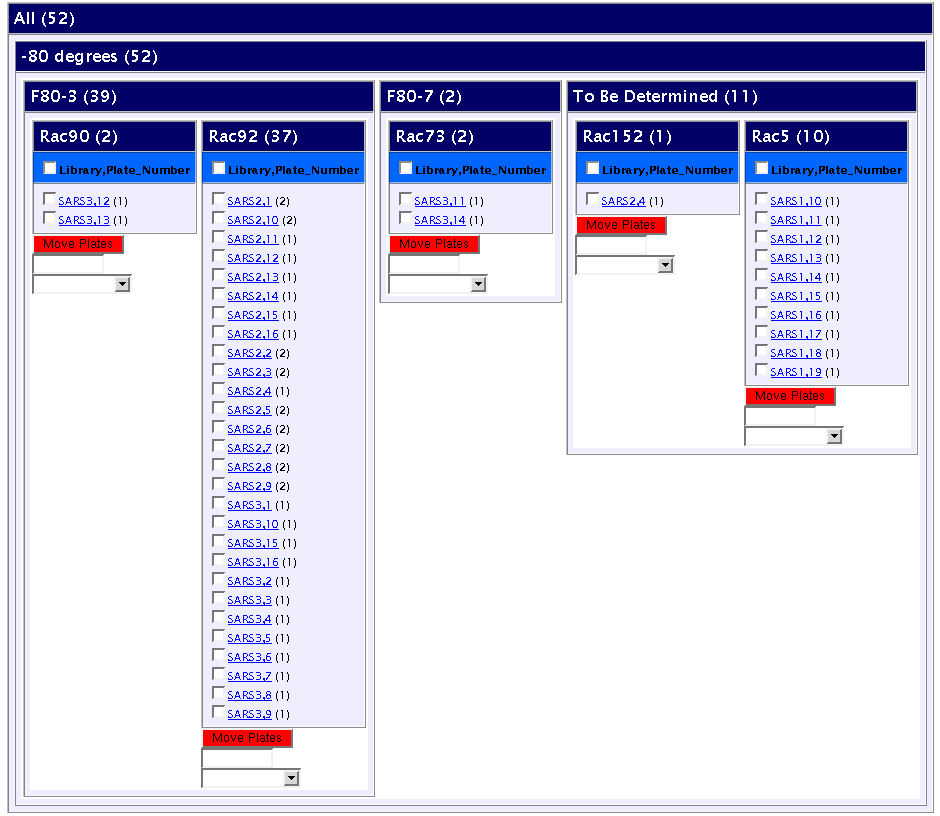 All (52)
-80 degrees (52)
F80-3 (39)
Rac90 (2)
Library,Plate_Number
SARS3,12 (1)
SARS3,13 (1)
Move Plates
Rac92 (37)
Library,Plate_Number
SARS2,1 (2)
SARS2,10 (2)
SARS2,11 (1)
SARS2,12 (1)
SARS2,13 (1)
SARS2,14 (1)
SARS2,15 (1)
SARS2,16 (1)
SARS2,2 (2)
SARS2,3 (2)
SARS2,4 (1)
SARS2,5 (2)
SARS2,6 (2)
SARS2,7 (2)
SARS2,8 (2)
SARS2,9 (2)
SARS3,1 (1)
SARS3,10 (1)
SARS3,15 (1)
SARS3,16 (1)
SARS3,2 (1)
SARS3,3 (1)
SARS3,4 (1)
SARS3,5 (1)
SARS3,6 (1)
SARS3,7 (1)
SARS3,8 (1)
SARS3,9 (1)
Move Plates
F80-7 (2)
Rac73 (2)
Library,Plate_Number
SARS3,11 (1)
SARS3,14 (1)
Move Plates
To Be Determined (11)
Rac152 (1)
Library,Plate_Number
SARS2,4 (1)
Move Plates
Rac5 (10)
Library,Plate_Number
SARS1,10 (1)
SARS1,11 (1)
SARS1,12 (1)
SARS1,13 (1)
SARS1,14 (1)
SARS1,15 (1)
SARS1,16 (1)
SARS1,17 (1)
SARS1,18 (1)
SARS1,19 (1)
Move Plates